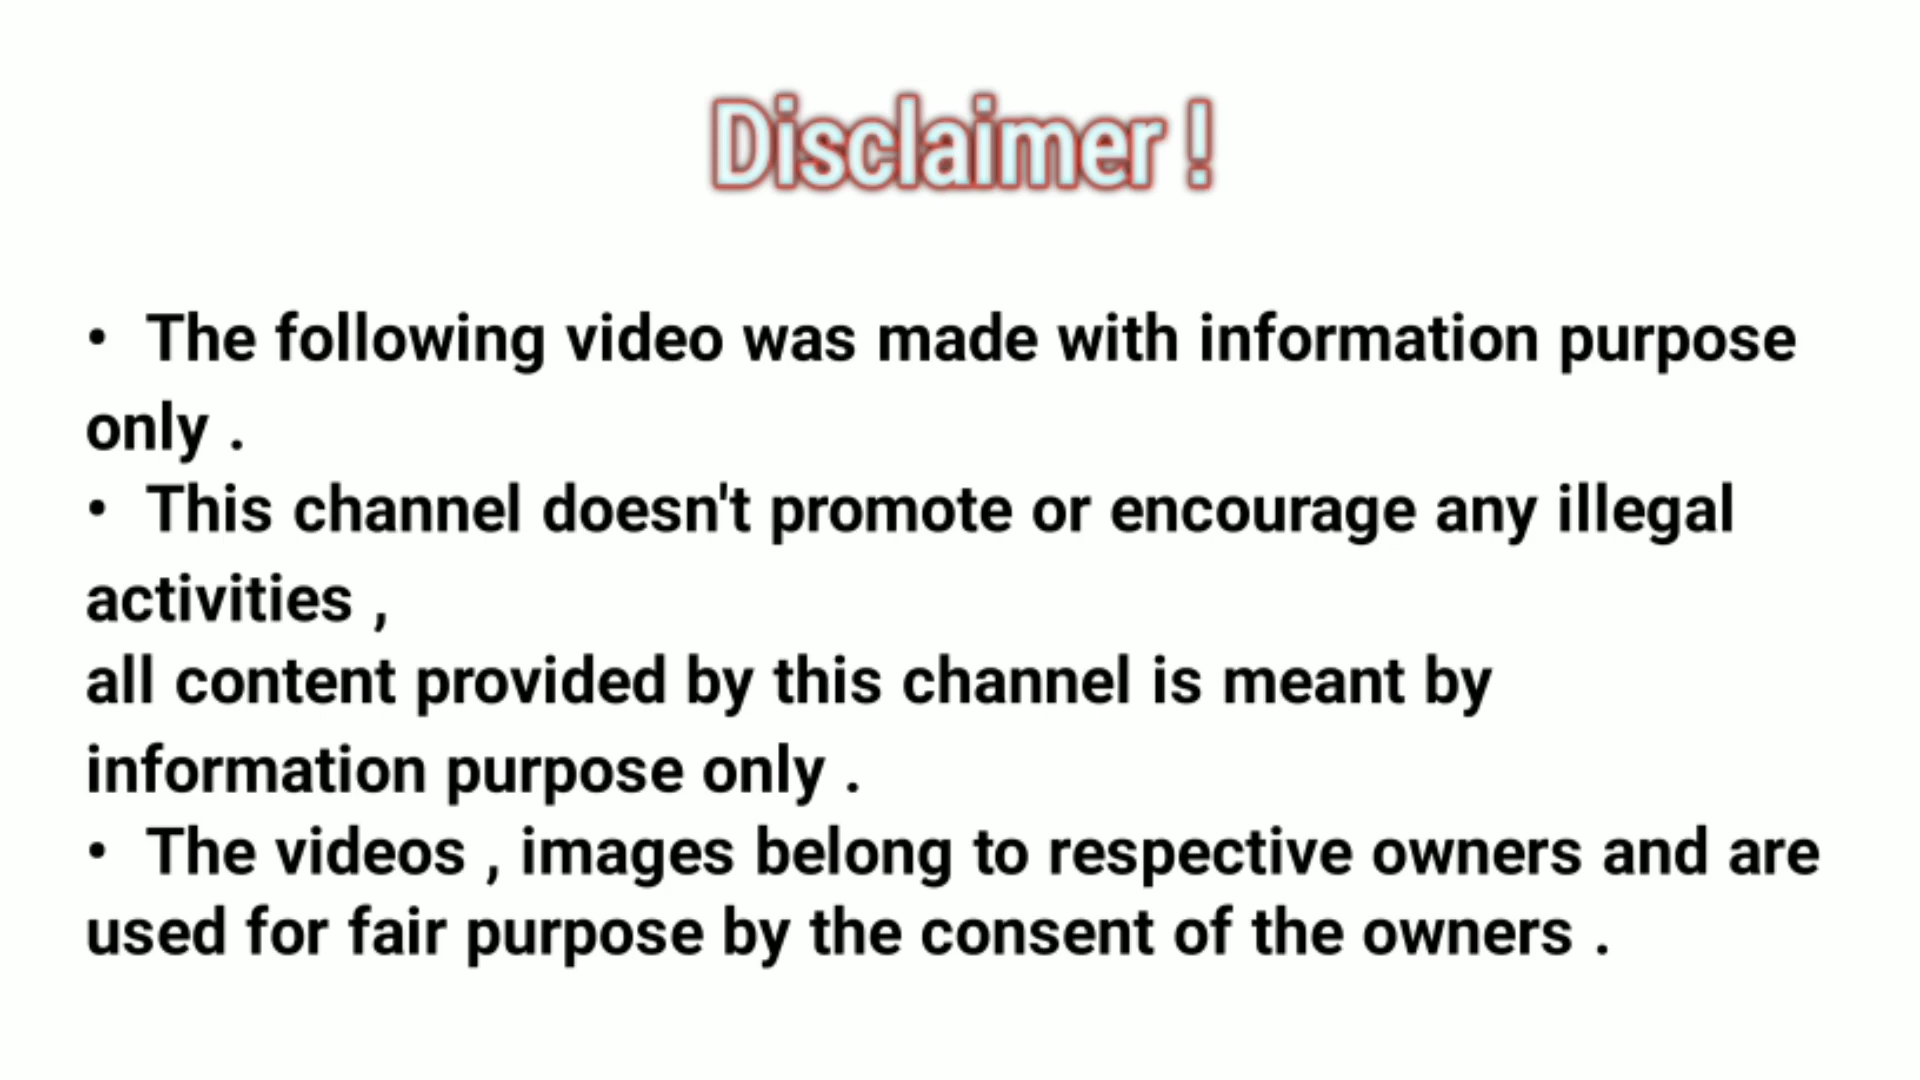 Disclaimer !
• The following video was made with information purpose
only .
• This channel doesn't promote or encourage any illegal
activities ,
all content provided by this channel is meant by
information purpose only .
• The videos , images belong to respective owners and are
used for fair purpose by the consent of the owners .